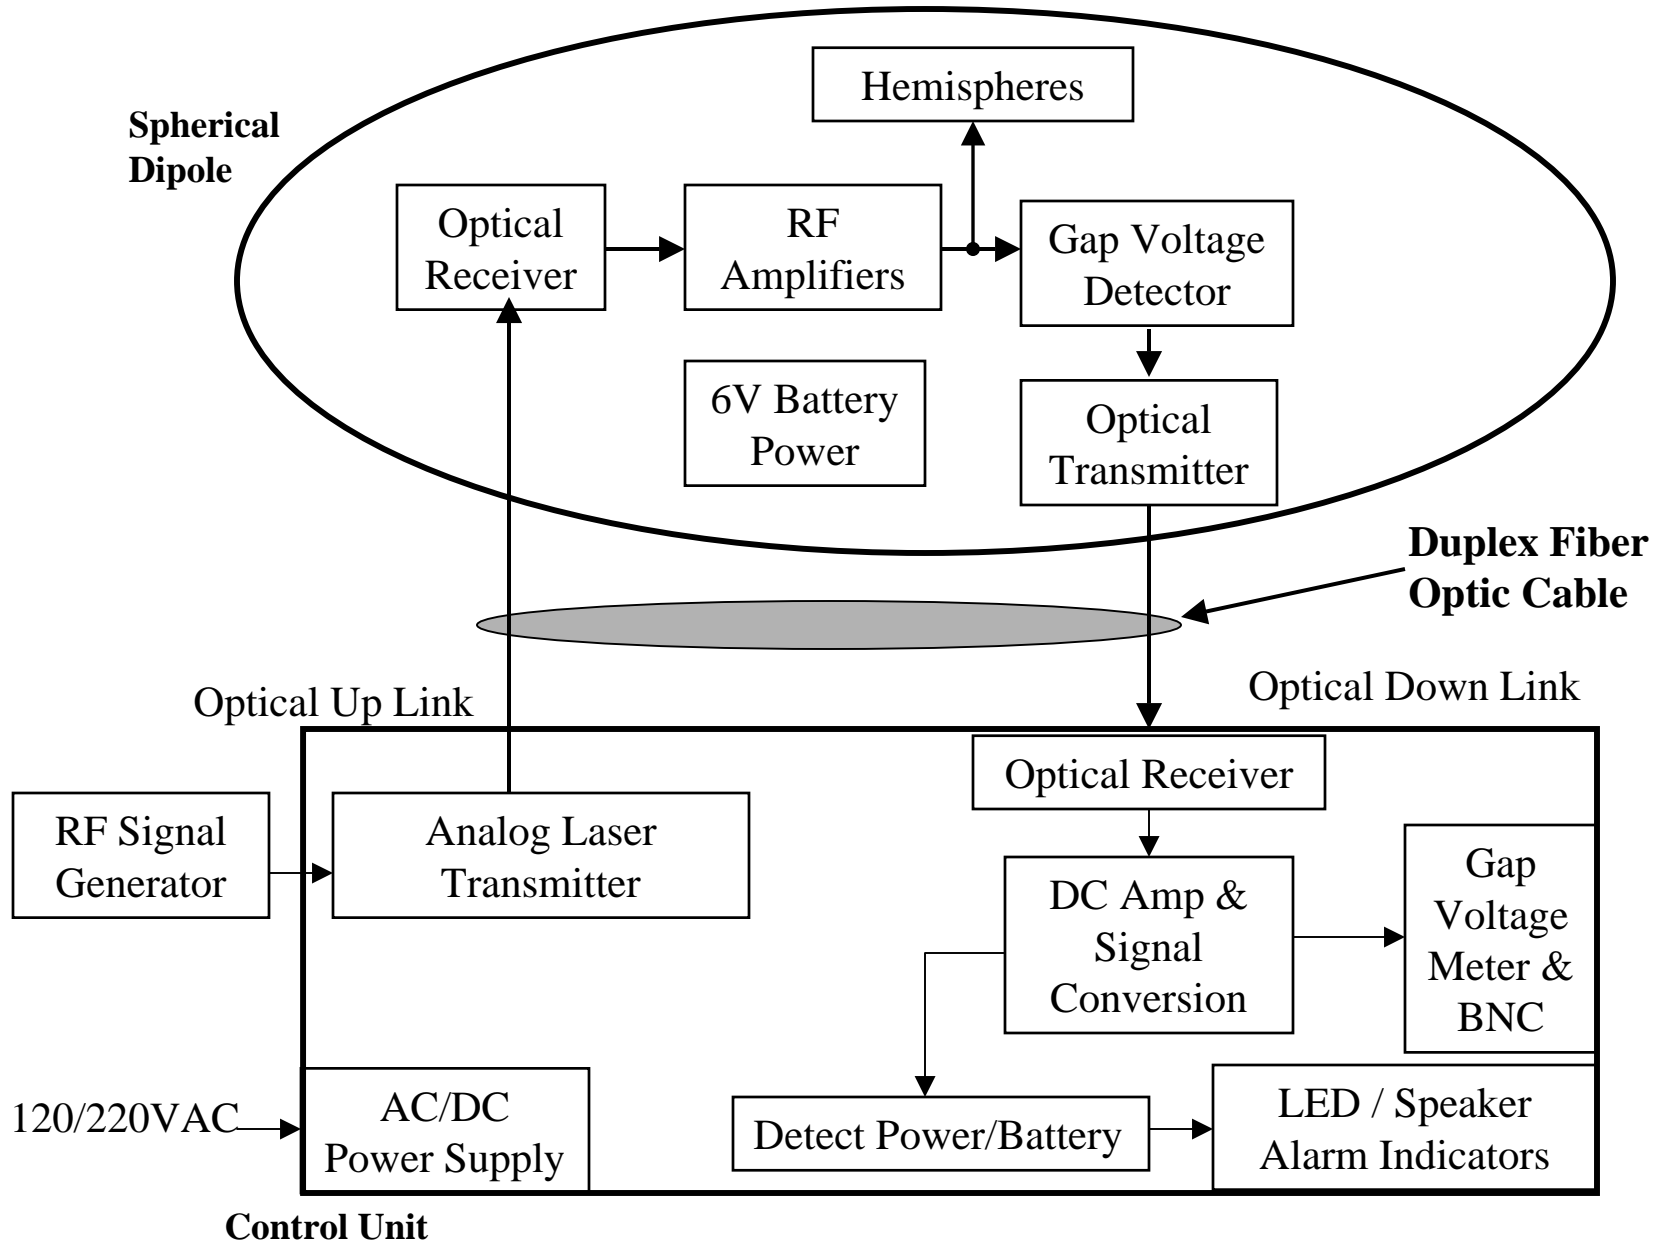 Hemispheres
Spherical
Dipole
Optical
Receiver
RF
Amplifiers
Gap Voltage
Detector
6V Battery
Power
Optical
Transmitter
Duplex Fiber
Optic Cable
Optical Up Link
Optical Down Link
Optical Receiver
RF Signal
Generator
Analog Laser
Transmitter
DC Amp &
Signal
Conversion
Gap
Voltage
Meter &
BNC
120/220VAC
AC/DC
Power Supply
Detect Power/Battery
LED / Speaker
Alarm Indicators
Control Unit